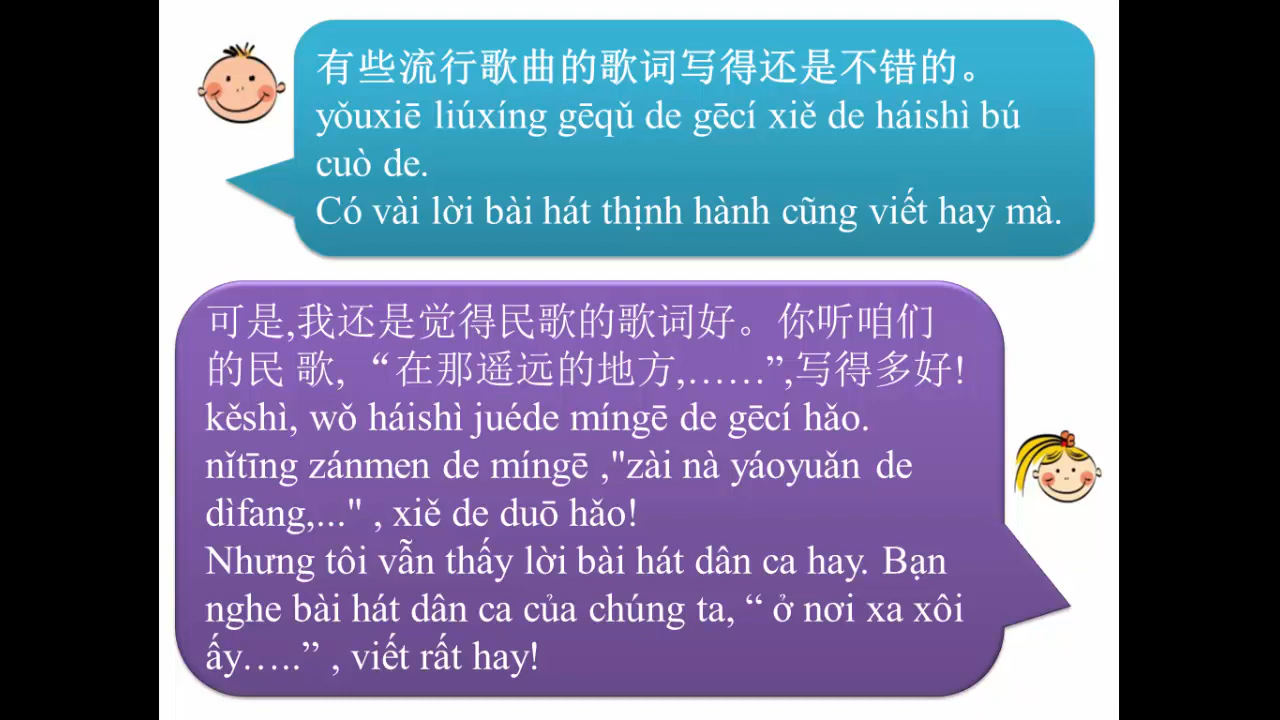 有些流行歌曲的歌词写得还是不错的。
yǒuxiē liúxíng gēqǔ de gēcí xiě de háishì bú
cuò de.
Có vài lời bài hát thịnh hành cũng viết hay mà.
可是,我还是觉得民歌的歌词好。你听咱们
的民 歌, “在那遥远的地方,……”,写得多好!
kěshì, wǒ háishì juéde míngē de gēcí hǎo.
nǐtīng zánmen de míngē ,"zài nà yáoyuǎn de
dìfang,..." , xiě de duō hǎo!
Nhưng tôi vẫn thấy lời bài hát dân ca hay. Bạn
nghe bài hát dân ca của chúng ta, “ ở nơi xa xôi
ấy…..” , viết rất hay!